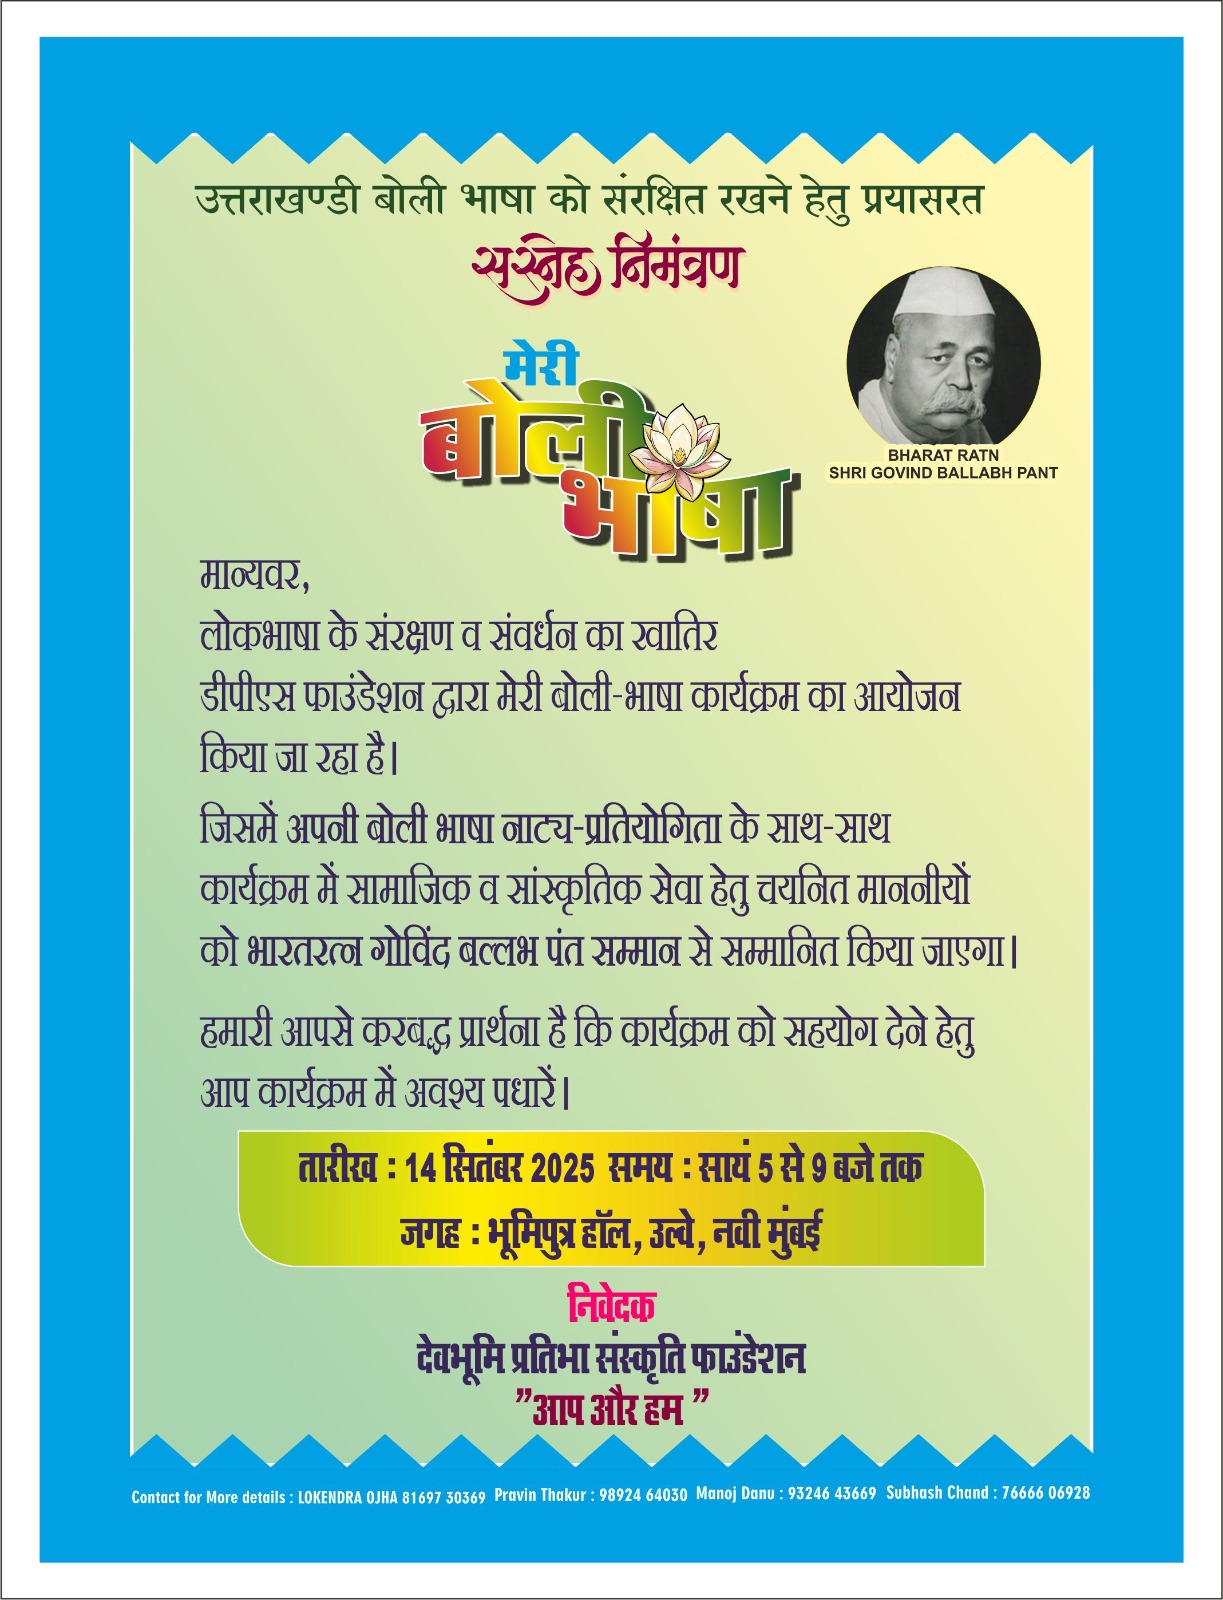 उत्तराखण्डी बोली भाषा को संरक्षित रखने हेतु प्रयासरत
सस्नेह निमंत्रण
मेरी
बोली
भाषा
BHARAT RATN
SHRI GOVIND BALLABH PANT
मान्यवर,
लोकभाषा के संरक्षण व संवर्धन का खातिर
डीपीएस फाउंडेशन द्वारा मेरी बोली-भाषा कार्यक्रम का आयोजन
किया जा रहा है।
जिसमें अपनी बोली भाषा नाट्य-प्रतियोगिता के साथ-साथ
कार्यक्रम में सामाजिक व सांस्कृतिक सेवा हेतु चयनित माननीयों
को भारतरत्न गोविंद बल्लभ पंत सम्मान से सम्मानित किया जाएगा।
हमारी आपसे करबद्ध प्रार्थना है कि कार्यक्रम को सहयोग देने हेतु
आप कार्यक्रम में अवश्य पधारें।
तारीख : 14 सितंबर 2025 समय : सायं 5 से 9 बजे तक
जगह : भूमिपुत्र हॉल, उल्वे, नवी मुंबई
निवेदक
देवभूमि प्रतिभा संस्कृति फाउंडेशन
”आप और हम ”
Contact for More details : LOKENDRA OJHA 81697 30369 Pravin Thakur : 98924 64030 Manoj Danu : 93246 43669 Subhash Chand : 76666 06928